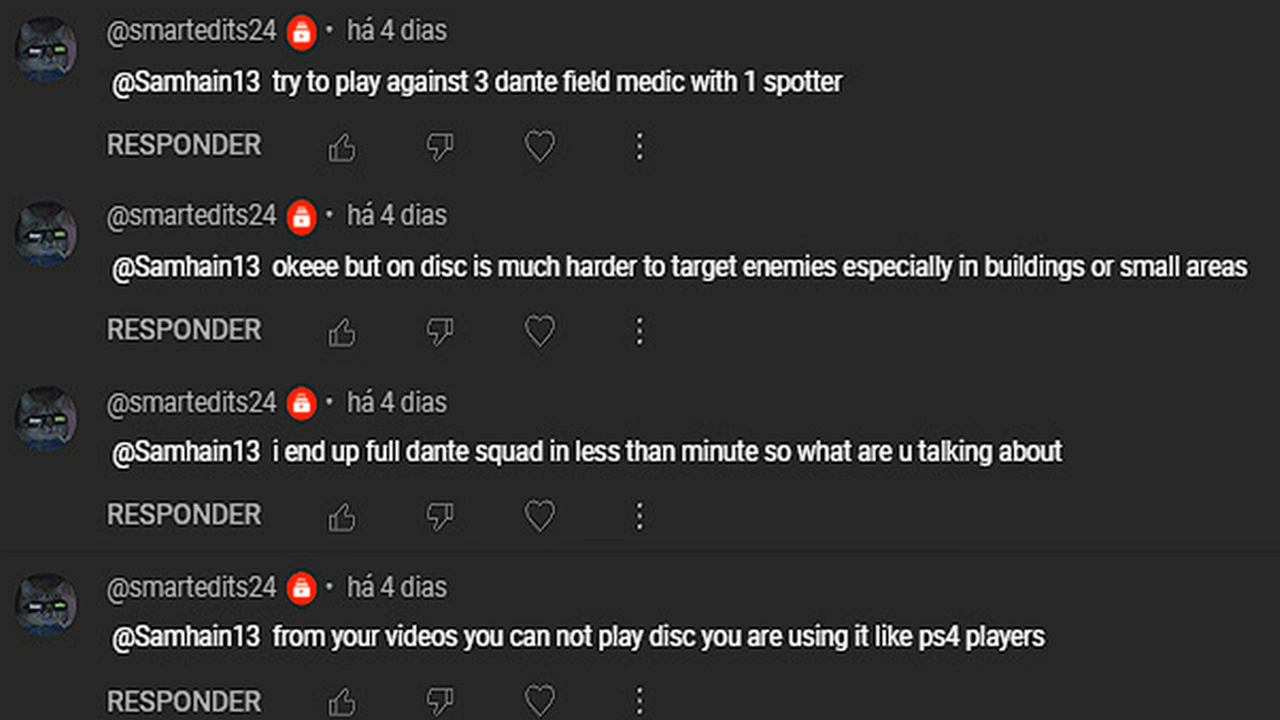 @smartedits24 • há 4 dias
@Samhain13 try to play against 3 dante field medic with 1 spotter
RESPONDER
@smartedits24 • há 4 dias
@Samhain13 okeee but on disc is much harder to target enemies especially in buildings or small areas
RESPONDER
@smartedits24 • há 4 dias
@Samhain13 i end up full dante squad in less than minute so what are u talking about
RESPONDER
@smartedits24 • há 4 dias
@Samhain13 from your videos you can not play disc you are using it like ps4 players
RESPONDER